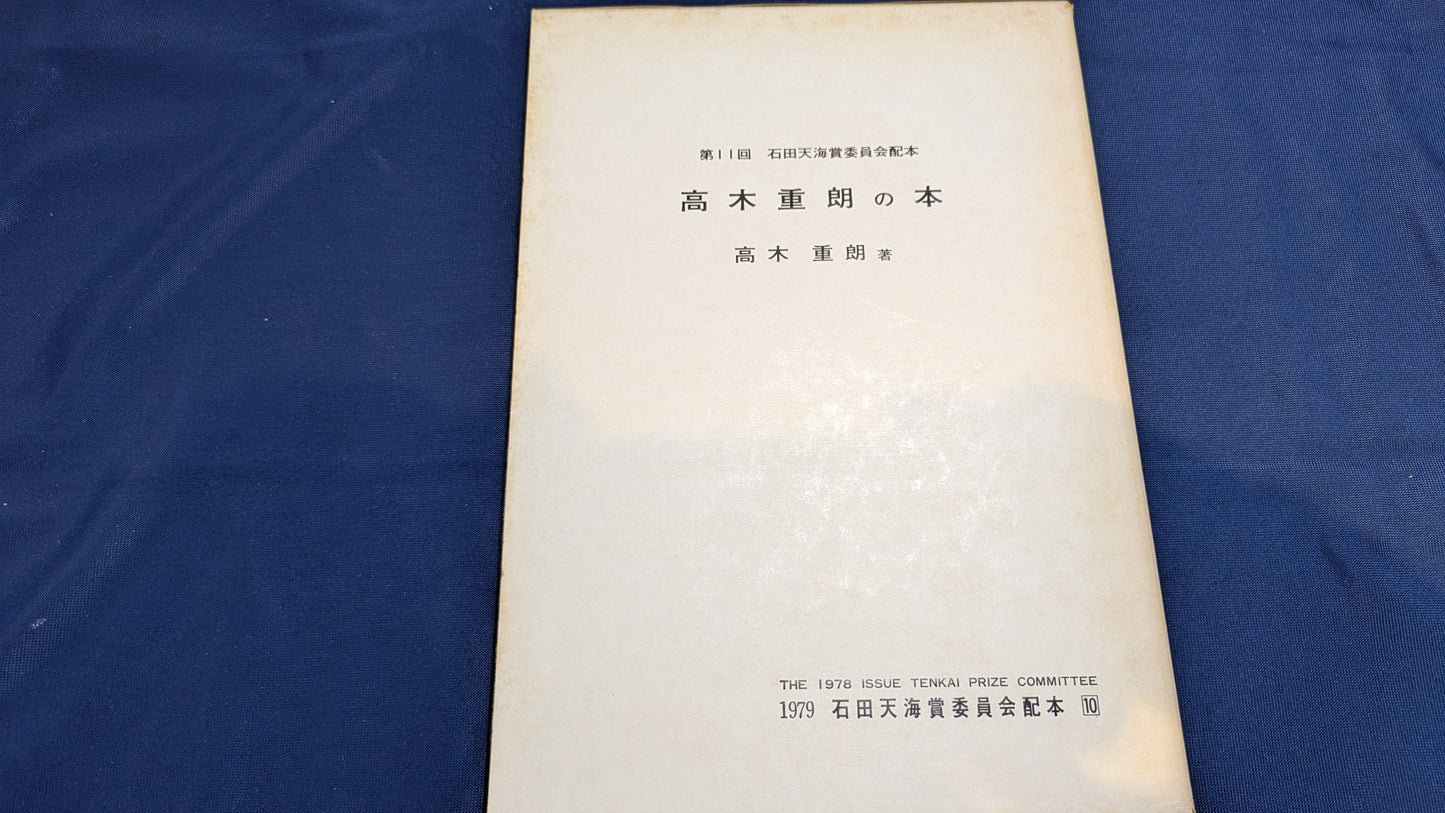 第11回 石田天海賞委員会配本
高木重朗の本
高木 重朗 著
THE 1978 ISSUE TENKAI PRIZE COMMITTEE
1979 石田天海賞委員会配本 10